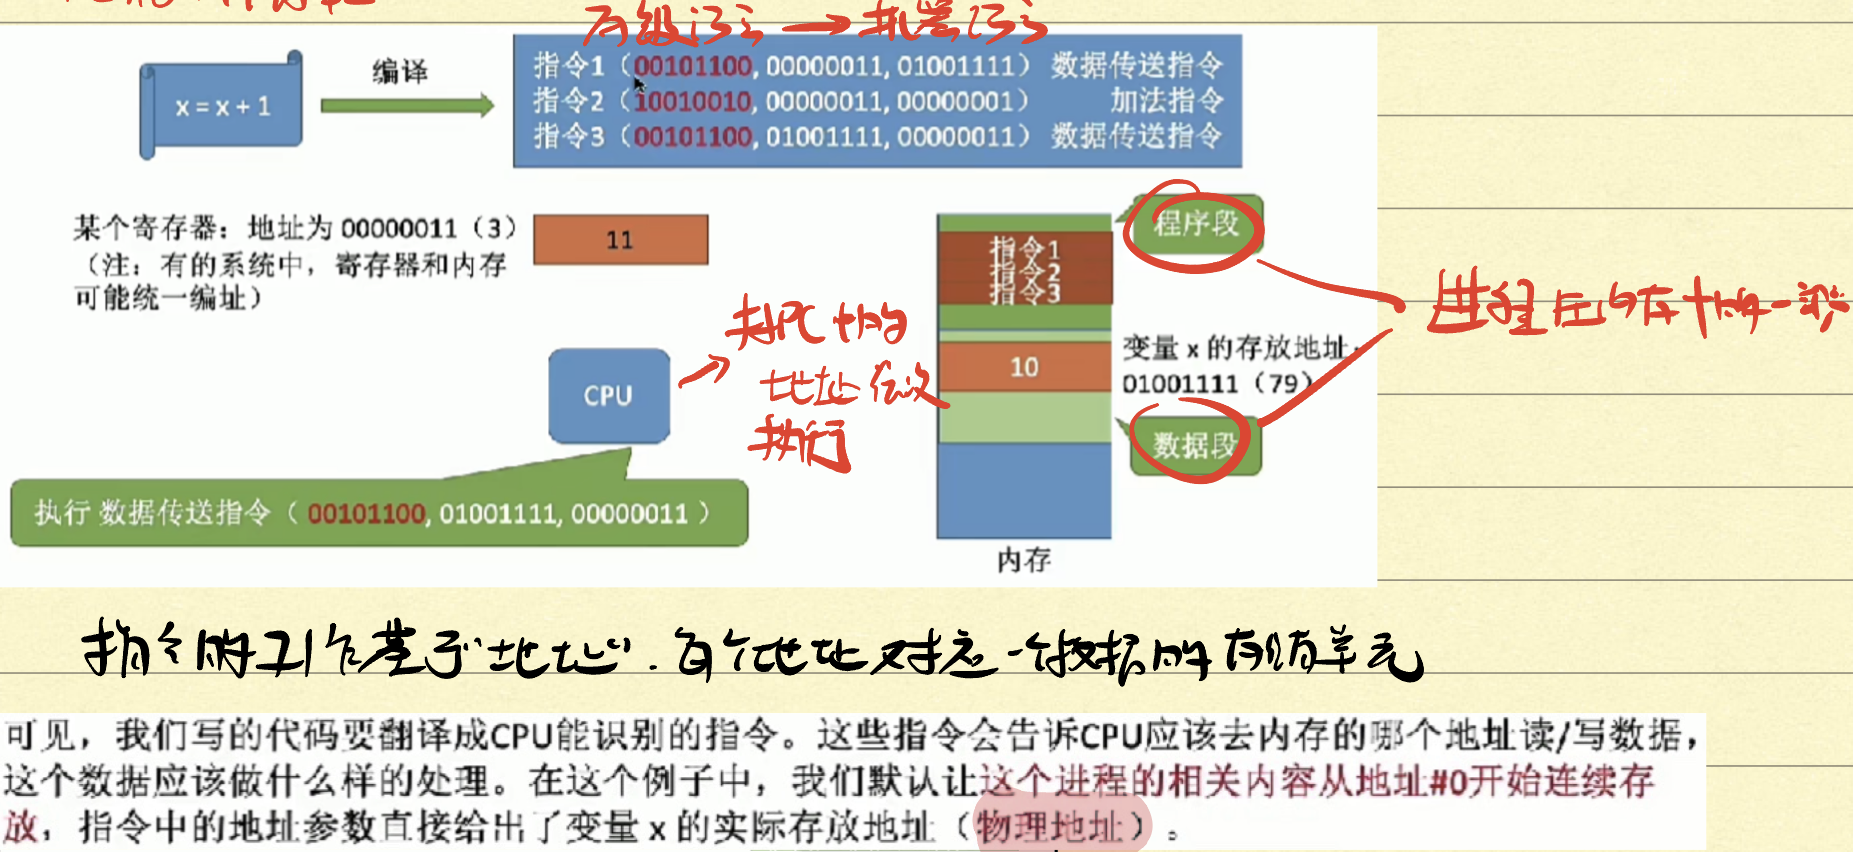 高级语言 → 机器语言
x = x + 1
编译
指令1（00101100, 00000011, 01001111） 数据传送指令
指令2（10010010, 00000011, 00000001） 加法指令
指令3（00101100, 01001111, 00000011） 数据传送指令
某个寄存器：地址为 00000011（3）
（注：有的系统中，寄存器和内存
可能统一编址）
11
程序段
指令1
指令2
指令3
进程在内存中的一部分
变量 x 的存放地址：
01001111（79）
10
CPU
PC中的
地址依次
执行
数据段
执行 数据传送指令（ 00101100, 01001111, 00000011 ）
内存
指令的工作基于"地址"．每个地址对应一个数据的存储单元
可见，我们写的代码要翻译成CPU能识别的指令。这些指令会告诉CPU应该去内存的哪个地址读/写数据，
这个数据应该做什么样的处理。在这个例子中，我们默认让这个进程的相关内容从地址#0开始连续存
放，指令中的地址参数直接给出了变量 x 的实际存放地址（物理地址）。